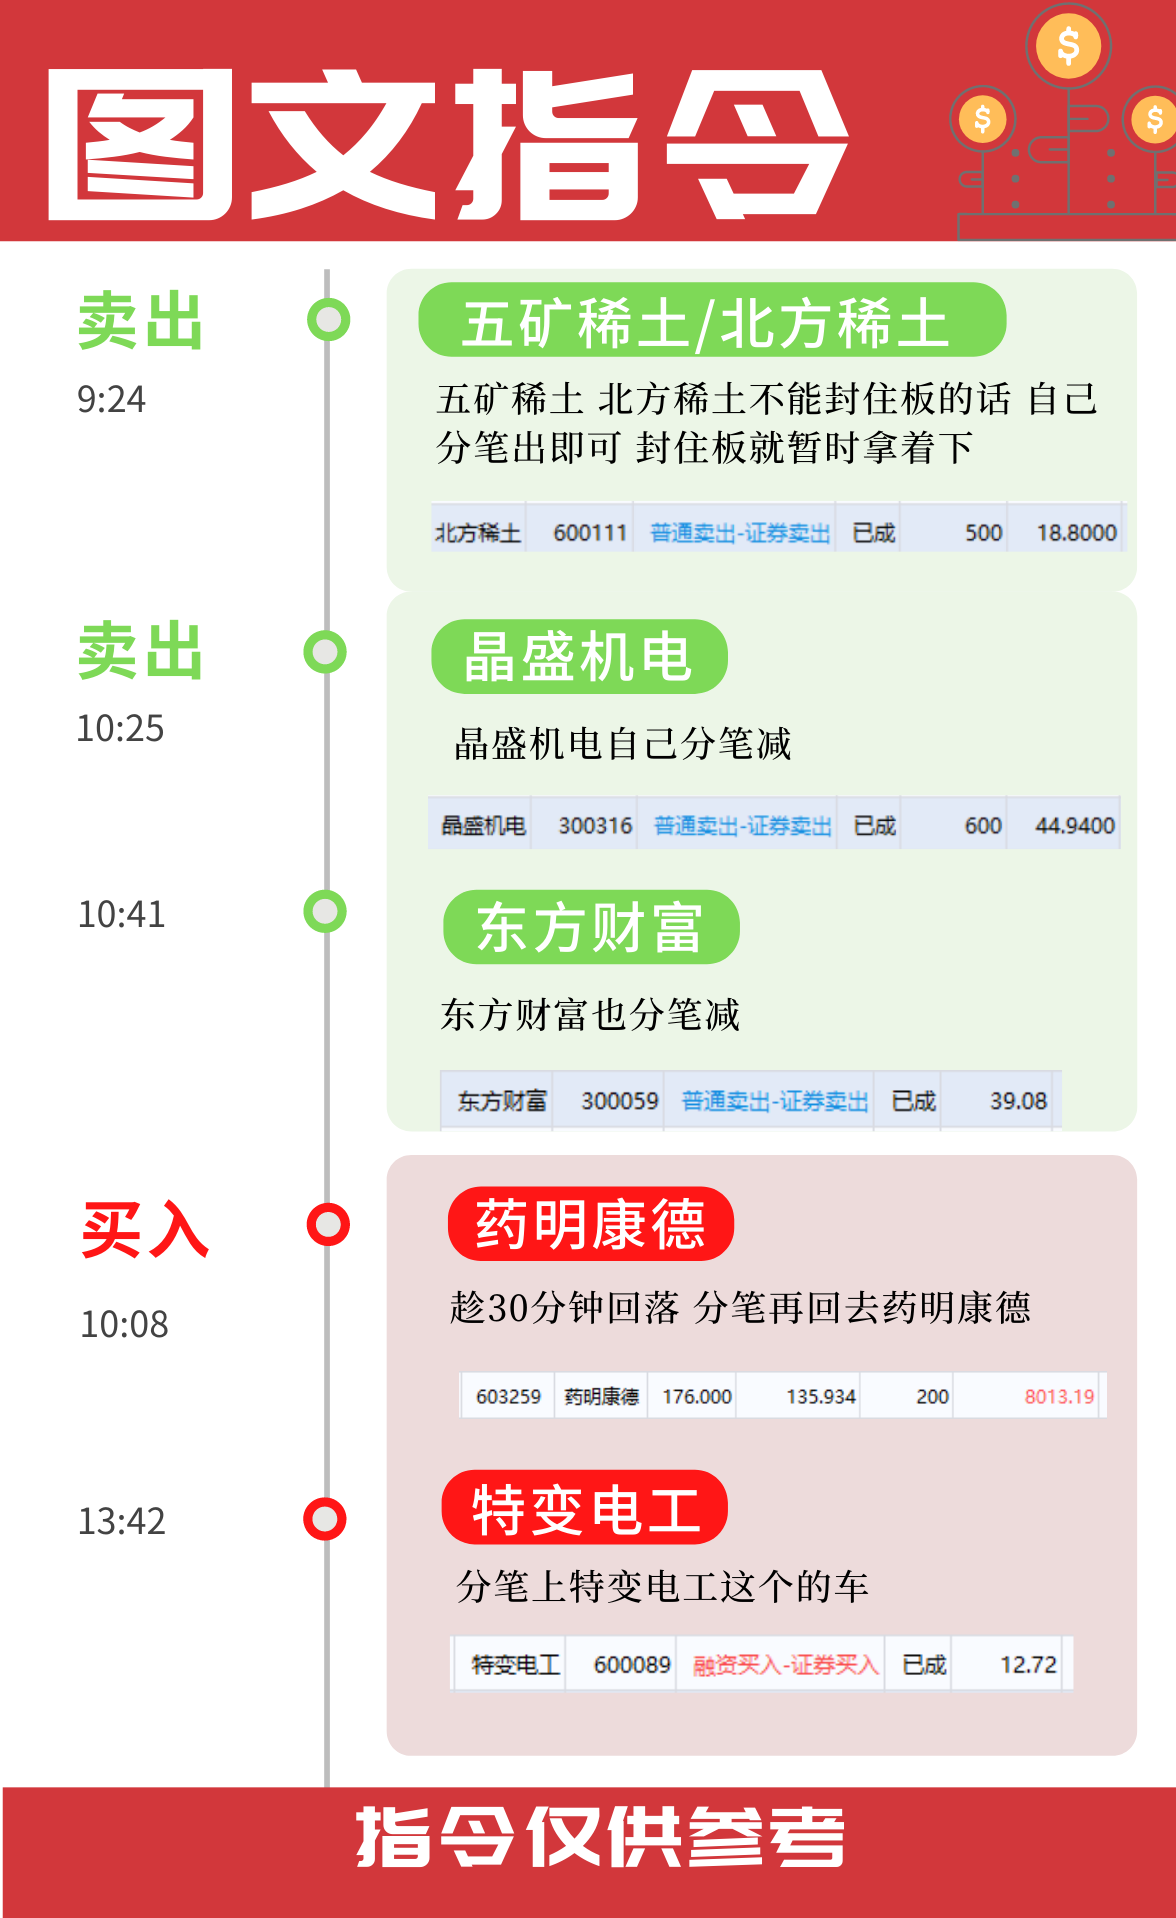 图文指令
卖出
9:24
五矿稀土/北方稀土
五矿稀土 北方稀土不能封住板的话 自己
分笔出即可 封住板就暂时拿着下
北方稀土 600111 普通卖出-证券卖出 已成 500 18.8000
卖出
10:25
晶盛机电
晶盛机电自己分笔减
晶盛机电 300316 普通卖出-证券卖出 已成 600 44.9400
10:41
东方财富
东方财富也分笔减
东方财富 300059 普通卖出-证券卖出 已成 39.08
买入
10:08
药明康德
趁30分钟回落 分笔再回去药明康德
603259 药明康德 176.000 135.934 200 8013.19
13:42
特变电工
分笔上特变电工这个的车
特变电工 600089 融资买入-证券买入 已成 12.72
指令仅供参考
$
$
$